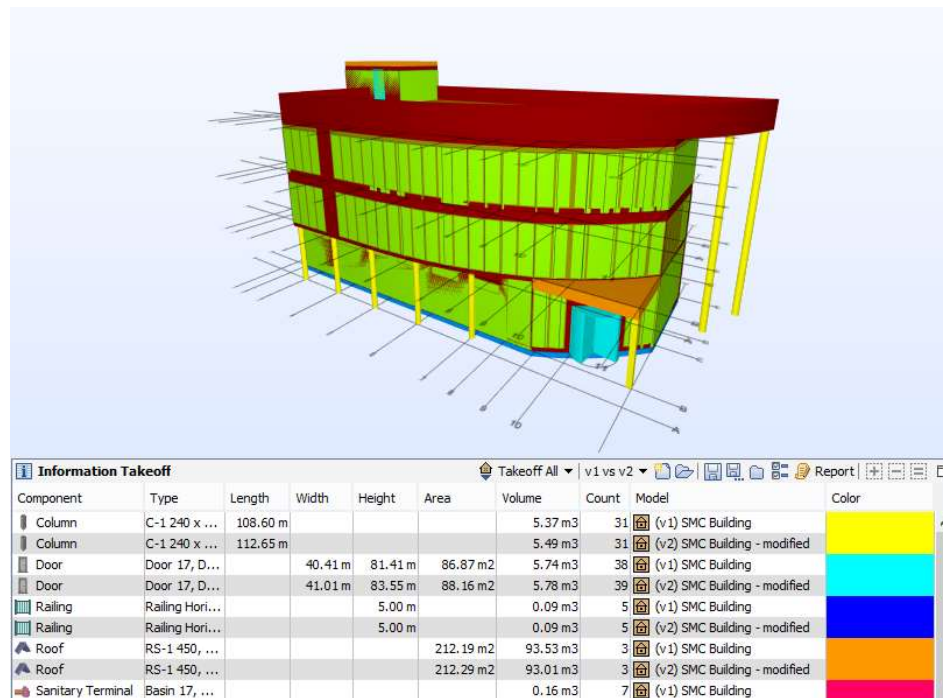 10
11
7
8
9
10
B
A
A
C
Information Takeoff Takeoff All v1 vs v2 Report
Component Type Length Width Height Area Volume Count Model Color
Column C-1 240 x ... 108.60 m 5.37 m3 31 (v1) SMC Building
Column C-1 240 x ... 112.65 m 5.49 m3 31 (v2) SMC Building - modified
Door Door 17, D... 40.41 m 81.41 m 86.87 m2 5.74 m3 38 (v1) SMC Building
Door Door 17, D... 41.01 m 83.55 m 88.16 m2 5.78 m3 39 (v2) SMC Building - modified
Railing Railing Hori... 5.00 m 0.09 m3 5 (v1) SMC Building
Railing Railing Hori... 5.00 m 0.09 m3 5 (v2) SMC Building - modified
Roof RS-1 450, ... 212.19 m2 93.53 m3 3 (v1) SMC Building
Roof RS-1 450, ... 212.29 m2 93.01 m3 3 (v2) SMC Building - modified
Sanitary Terminal Basin 17, ... 0.16 m3 7 (v1) SMC Building